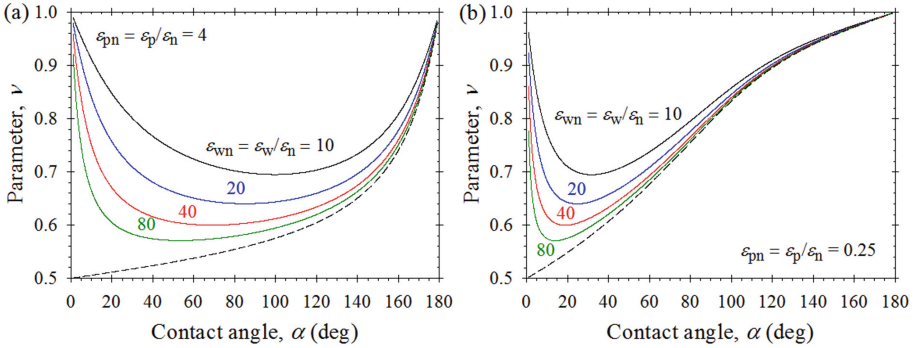 (a)
1.0
0.9
0.8
0.7
0.6
0.5
Parameter, ν
εpn = εp/εn = 4
εwn = εw/εn = 10
20
40
80
0 20 40 60 80 100 120 140 160 180
Contact angle, α (deg)
(b)
1.0
0.9
0.8
0.7
0.6
0.5
Parameter, ν
εwn = εw/εn = 10
20
40
80
εpn = εp/εn = 0.25
0 20 40 60 80 100 120 140 160 180
Contact angle, α (deg)